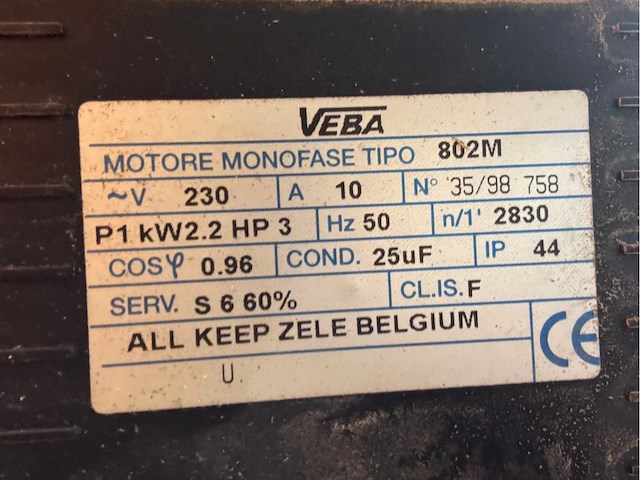 VEBA
MOTORE MONOFASE TIPO 802M
~V 230 A 10 N° 35/98 758
P1 kW2.2 HP 3 Hz 50 n/1' 2830
COSφ 0.96 COND. 25uF IP 44
SERV. S 6 60% CL.IS. F
ALL KEEP ZELE BELGIUM
U. CE